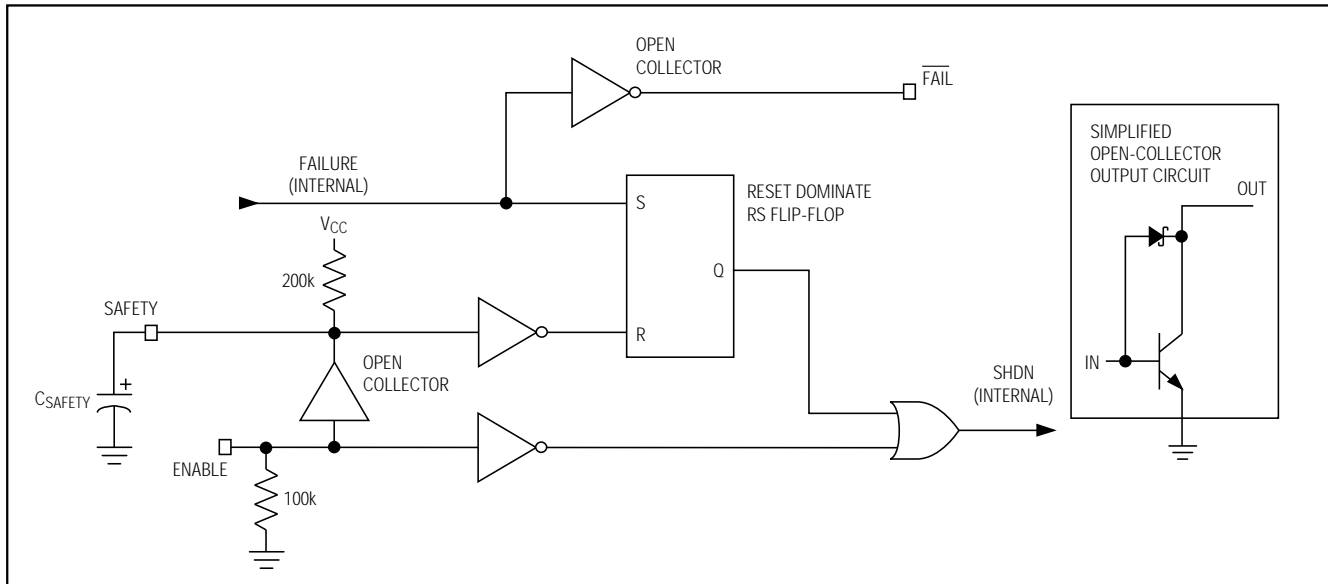 OPEN
COLLECTOR
F̅A̅I̅L̅
FAILURE
(INTERNAL)
S
RESET DOMINATE
RS FLIP-FLOP
Q
R
VCC
200k
SAFETY
CSAFETY
+
OPEN
COLLECTOR
ENABLE
100k
SHDN
(INTERNAL)
SIMPLIFIED
OPEN-COLLECTOR
OUTPUT CIRCUIT
OUT
IN